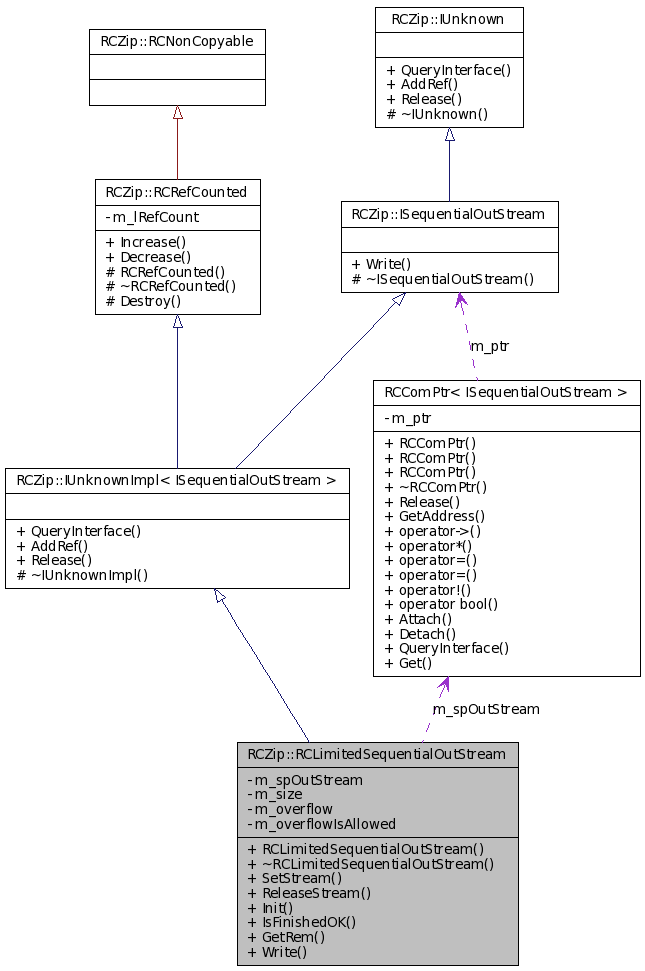 RCZip::IUnknown
+ QueryInterface()
+ AddRef()
+ Release()
# ~IUnknown()
RCZip::RCNonCopyable
RCZip::RCRefCounted
- m_lRefCount
+ Increase()
+ Decrease()
# RCRefCounted()
# ~RCRefCounted()
# Destroy()
RCZip::ISequentialOutStream
+ Write()
# ~ISequentialOutStream()
m_ptr
RCComPtr< ISequentialOutStream >
- m_ptr
+ RCComPtr()
+ RCComPtr()
+ RCComPtr()
+ ~RCComPtr()
+ Release()
+ GetAddress()
+ operator->()
+ operator*()
+ operator=()
+ operator=()
+ operator!()
+ operator bool()
+ Attach()
+ Detach()
+ QueryInterface()
+ Get()
RCZip::IUnknownImpl< ISequentialOutStream >
+ QueryInterface()
+ AddRef()
+ Release()
# ~IUnknownImpl()
m_spOutStream
RCZip::RCLimitedSequentialOutStream
- m_spOutStream
- m_size
- m_overflow
- m_overflowIsAllowed
+ RCLimitedSequentialOutStream()
+ ~RCLimitedSequentialOutStream()
+ SetStream()
+ ReleaseStream()
+ Init()
+ IsFinishedOK()
+ GetRem()
+ Write()